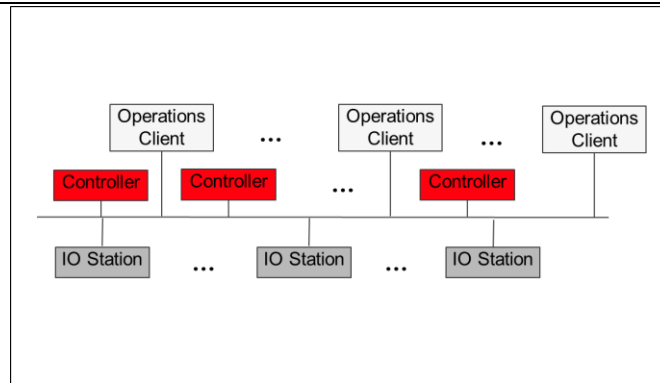 Operations
Client
...
Operations
Client
...
Operations
Client
Controller
Controller
...
Controller
IO Station
...
IO Station
...
IO Station